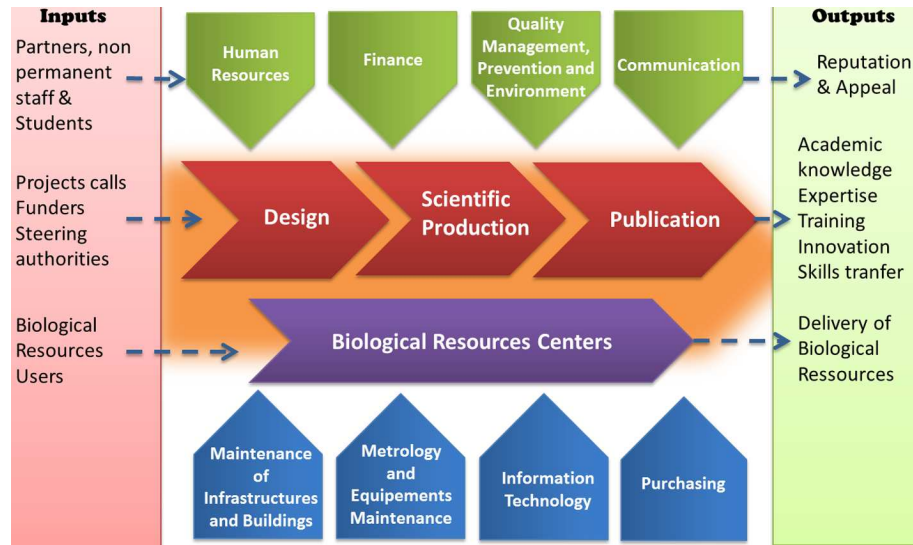 Inputs
Partners, non
permanent
staff &
Students
Projects calls
Funders
Steering
authorities
Biological
Resources
Users
Human
Resources
Finance
Quality
Management,
Prevention and
Environment
Communication
Design
Scientific
Production
Publication
Biological Resources Centers
Maintenance
of
Infrastructures
and Buildings
Metrology
and
Equipements
Maintenance
Information
Technology
Purchasing
Outputs
Reputation
& Appeal
Academic
knowledge
Expertise
Training
Innovation
Skills tranfer
Delivery of
Biological
Ressources